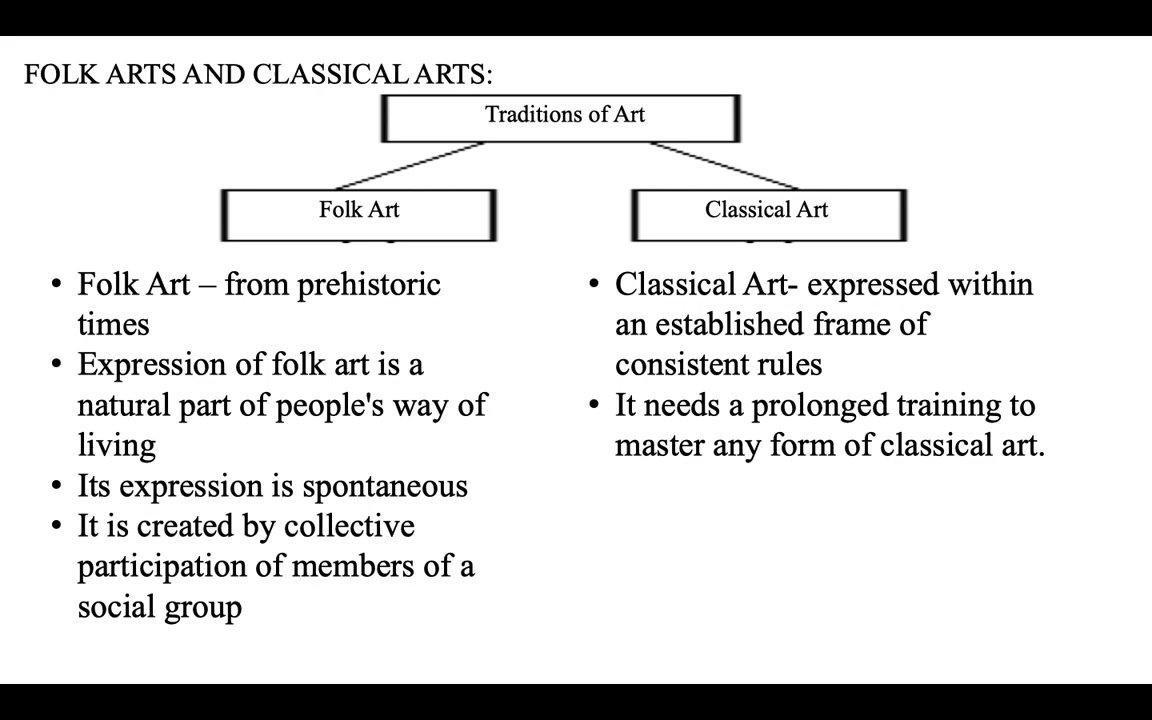 FOLK ARTS AND CLASSICAL ARTS:
Traditions of Art
Folk Art
Classical Art
• Folk Art – from prehistoric
times
• Expression of folk art is a
natural part of people's way of
living
• Its expression is spontaneous
• It is created by collective
participation of members of a
social group
• Classical Art- expressed within
an established frame of
consistent rules
• It needs a prolonged training to
master any form of classical art.